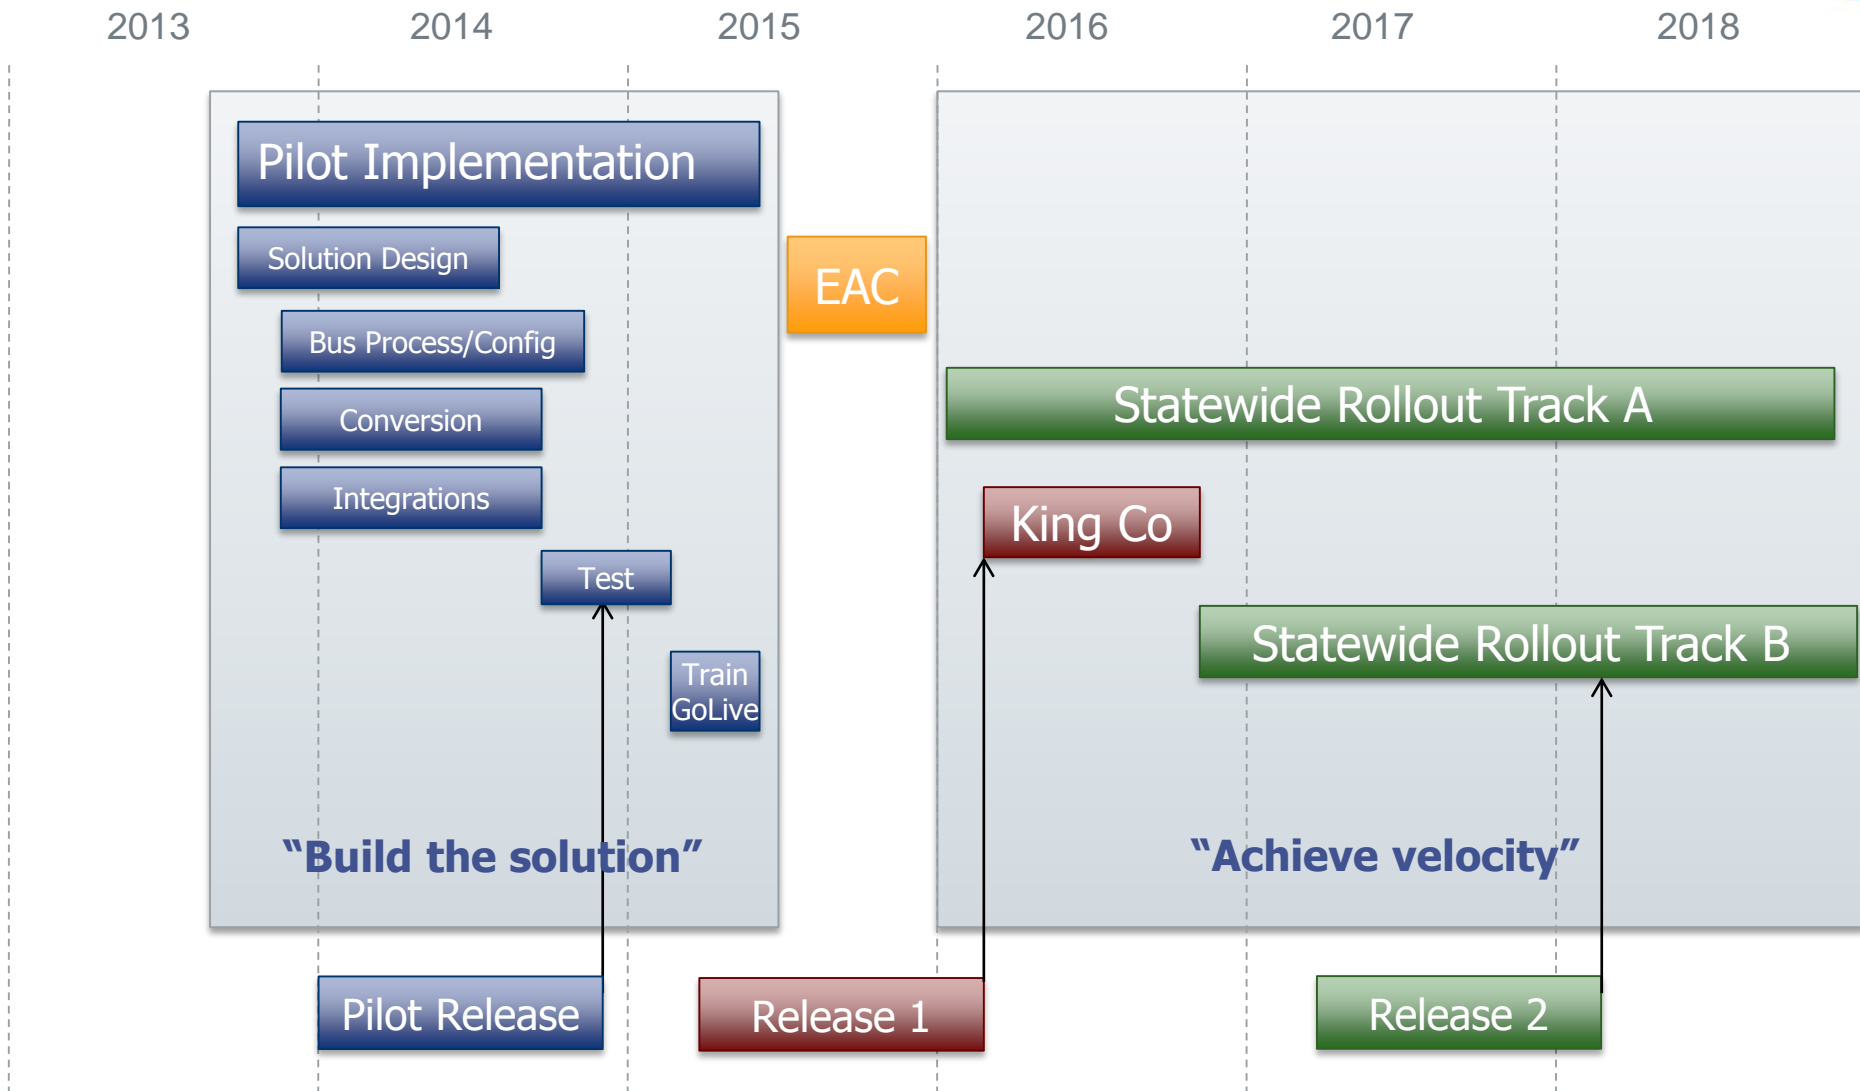 2013 2014 2015 2016 2017 2018
Pilot Implementation
Solution Design
Bus Process/Config
Conversion
Integrations
Test
Train
GoLive
“Build the solution”
EAC
Statewide Rollout Track A
King Co
Statewide Rollout Track B
“Achieve velocity”
Pilot Release
Release 1
Release 2